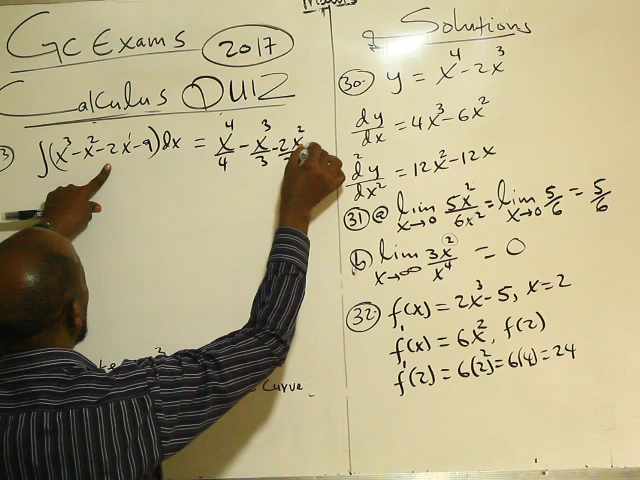 GC Exams 2017
Calculus QUIZ
∫(x³-x²-2x¹-9)dx = x⁴/4 - x³/3 - 2x²
Curve.
Solutions
30. y = x⁴-2x³
dy/dx = 4x³-6x²
d²y/dx² = 12x²-12x
31 @ lim x→0 5x²/6x² = lim x→0 5/6 = 5/6
b lim x→∞ 3x²/x⁴ = 0
32. f(x) = 2x³-5, x=2
f'(x) = 6x², f(2)
f'(2) = 6(2)² = 6(4) = 24